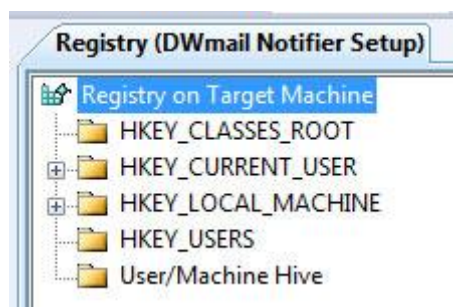 Registry (DWmail Notifier Setup)
Registry on Target Machine
HKEY_CLASSES_ROOT
HKEY_CURRENT_USER
HKEY_LOCAL_MACHINE
HKEY_USERS
User/Machine Hive